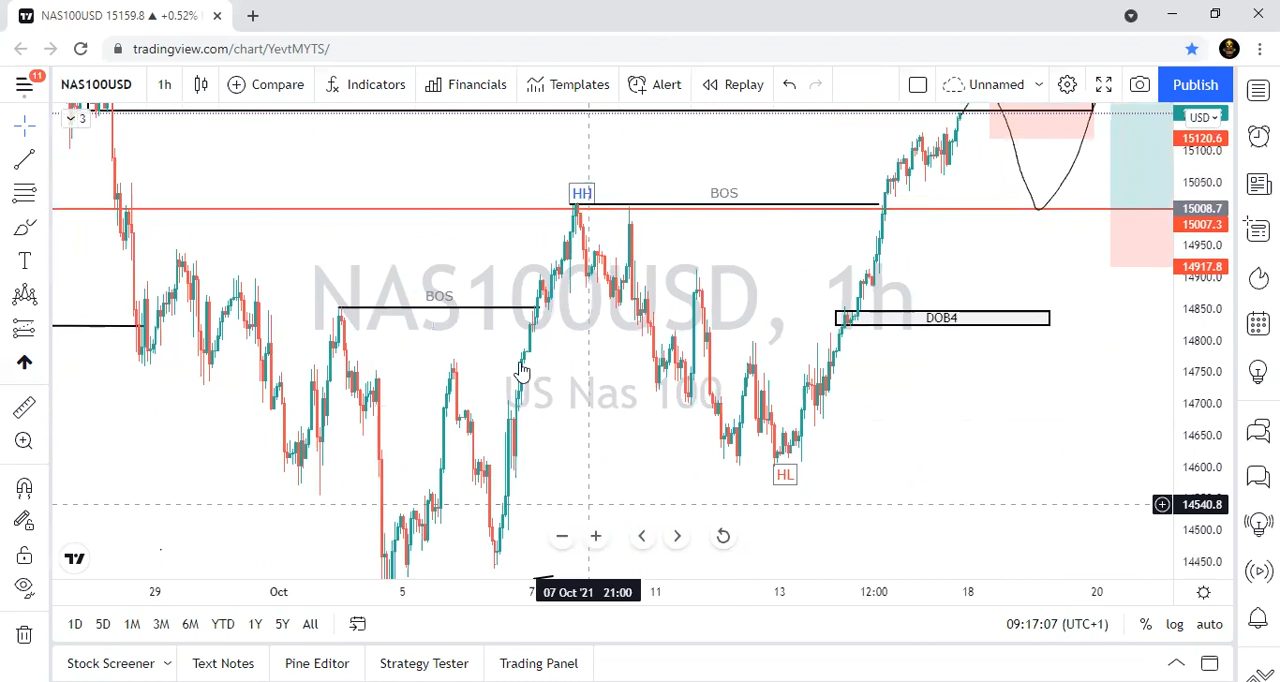 NAS100USD 15159.8 ▲ +0.52%
tradingview.com/chart/YevtMYTS/
11
NAS100USD 1h Compare Indicators Financials Templates Alert Replay Unnamed Publish
3
USD
15120.6
15100.0
15050.0
HH BOS
15008.7
15007.3
14950.0
14917.8
14900.0
NAS100USD, 1h
BOS
14850.0
DOB4
14800.0
14750.0
US Nas 100
14700.0
14650.0
14600.0
HL
14540.8
14500.0
14450.0
29 Oct 5 7 07 Oct '21 21:00 11 13 12:00 18 20
1D 5D 1M 3M 6M YTD 1Y 5Y All 09:17:07 (UTC+1) % log auto
Stock Screener Text Notes Pine Editor Strategy Tester Trading Panel